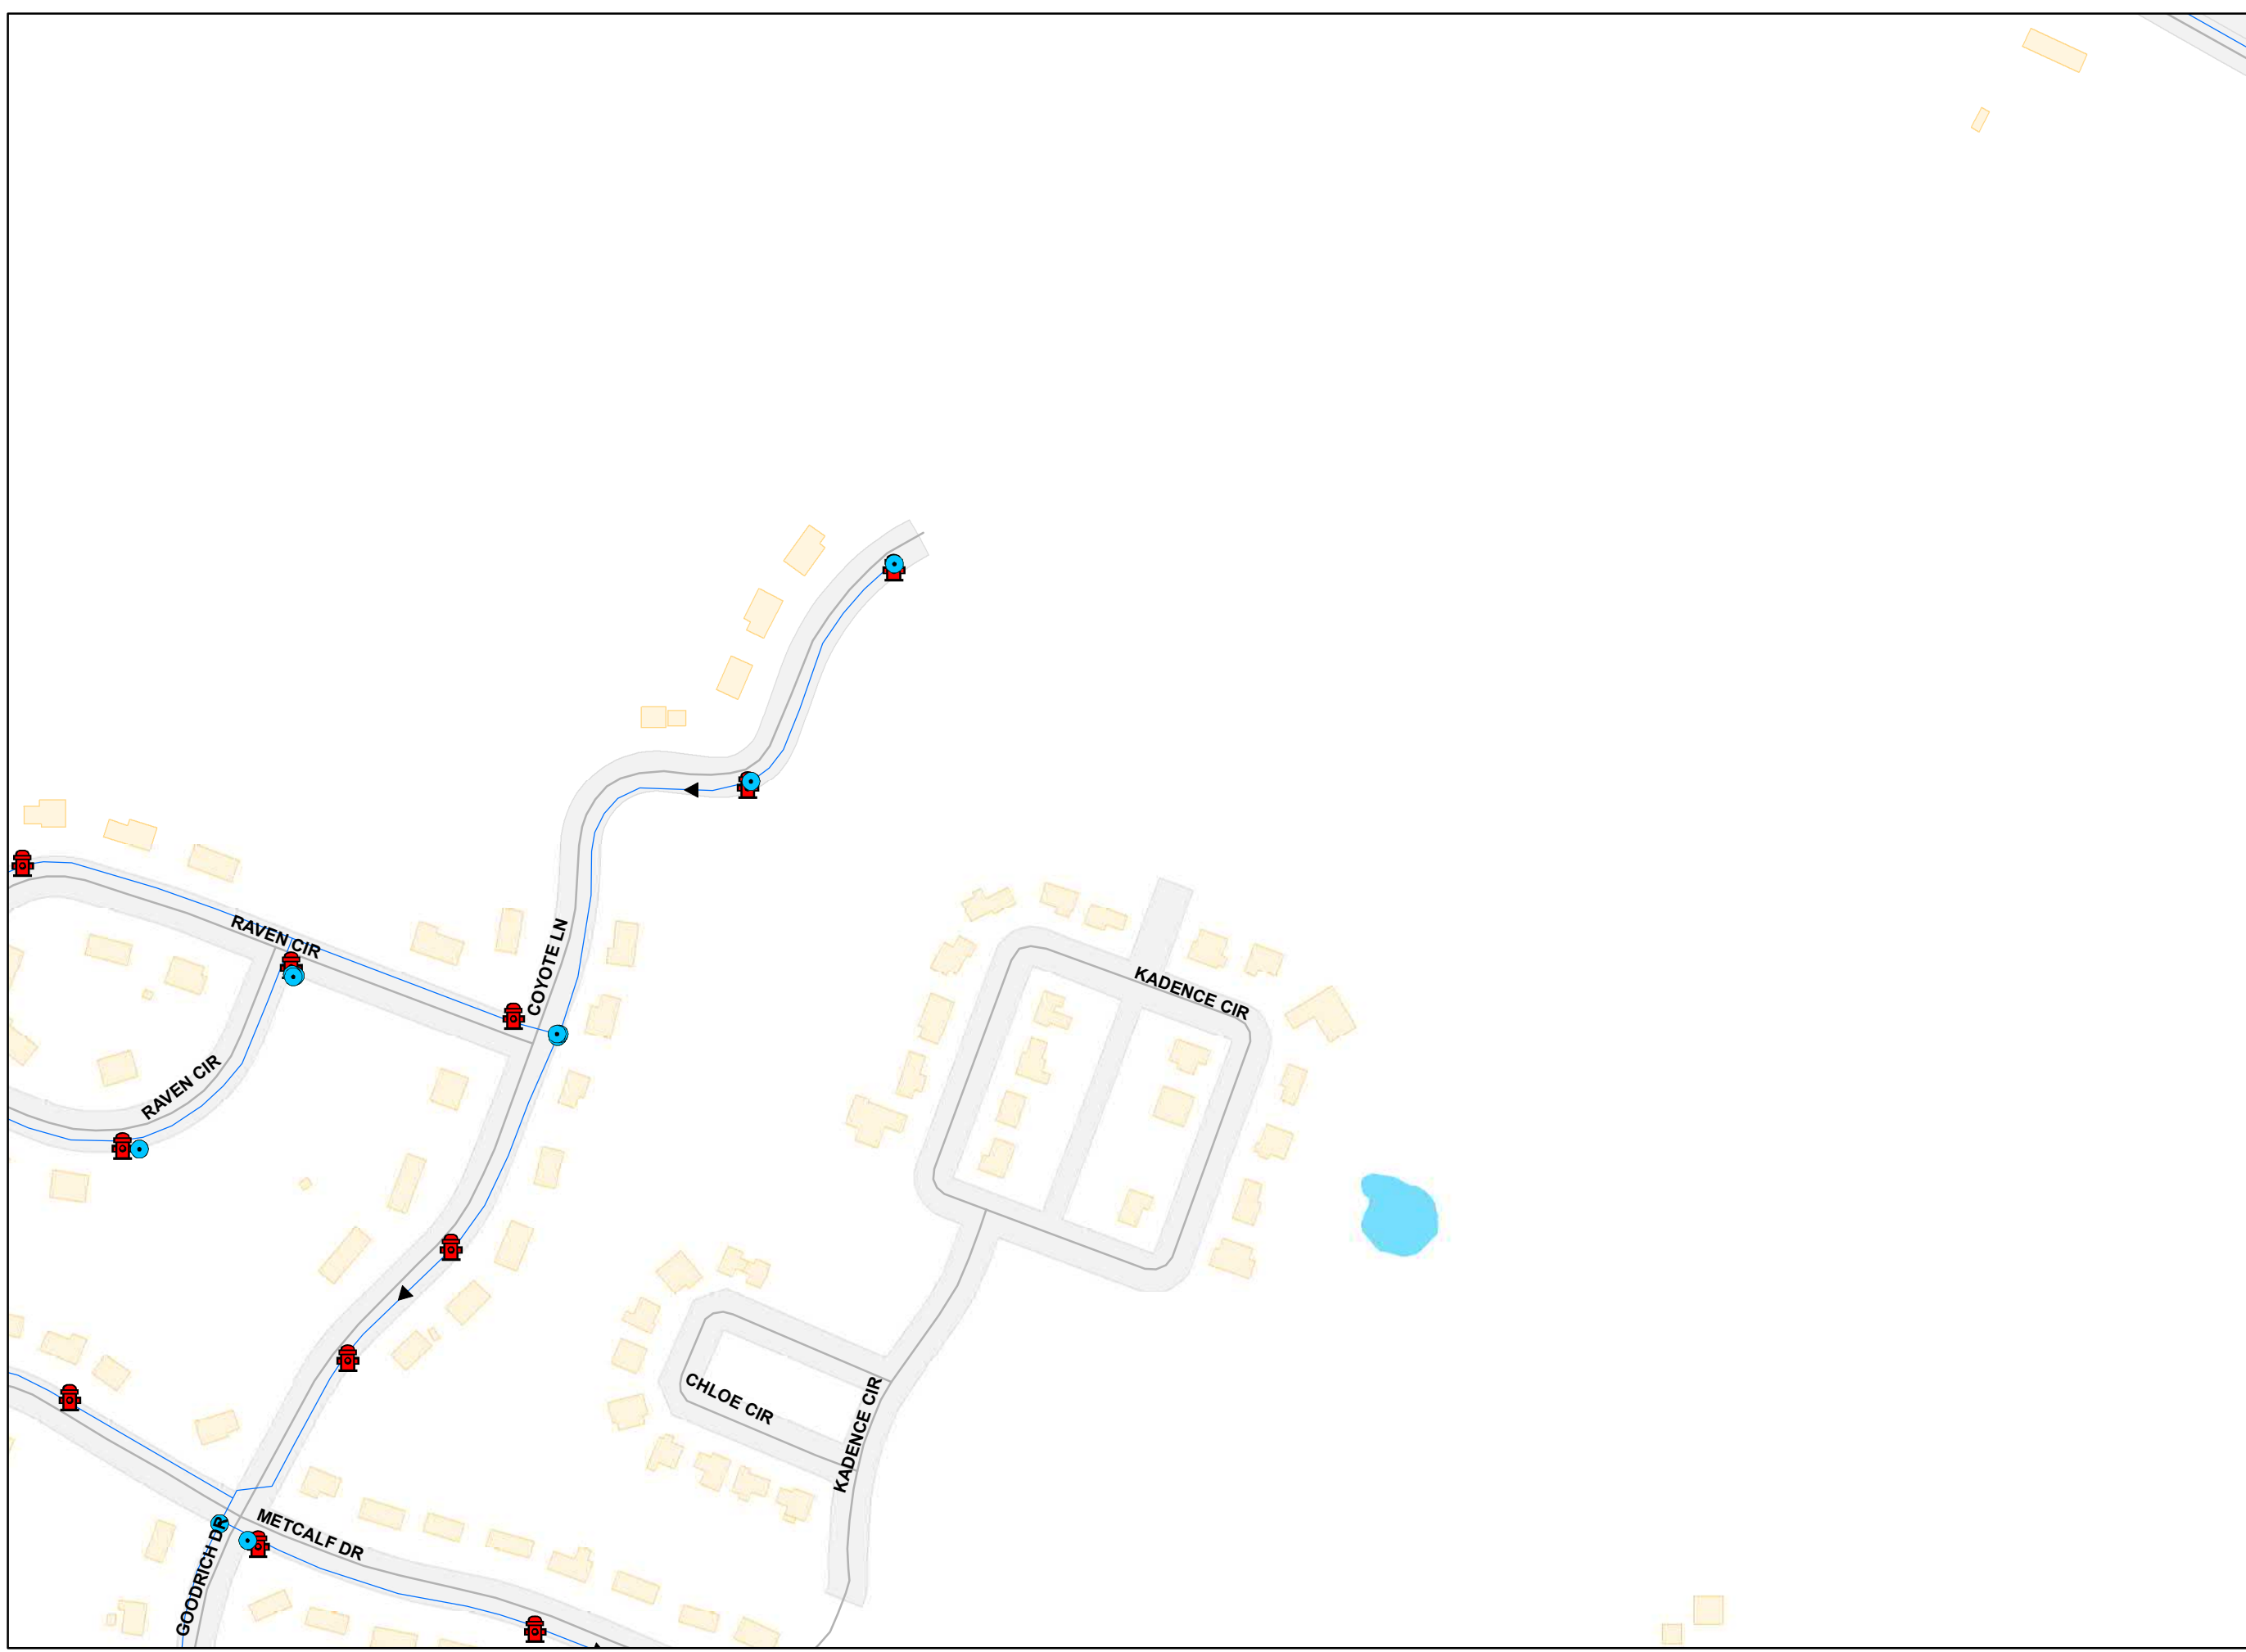 RAVEN CIR
COYOTE LN
KADENCE CIR
RAVEN CIR
CHLOE CIR
KADENCE CIR
METCALF DR
GOODRICH DR